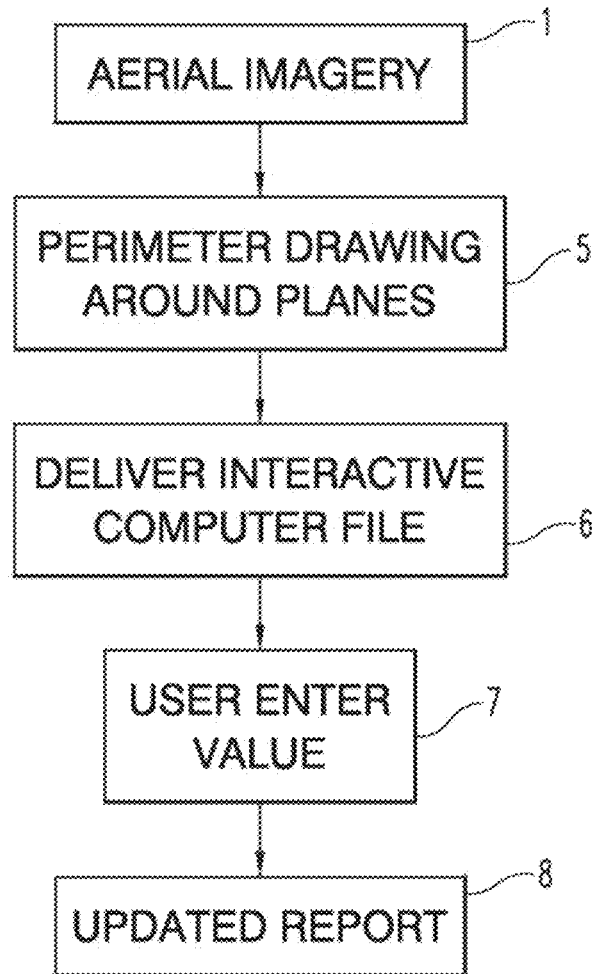 1
AERIAL IMAGERY
PERIMETER DRAWING
AROUND PLANES
5
DELIVER INTERACTIVE
COMPUTER FILE
6
USER ENTER
VALUE
7
8
UPDATED REPORT